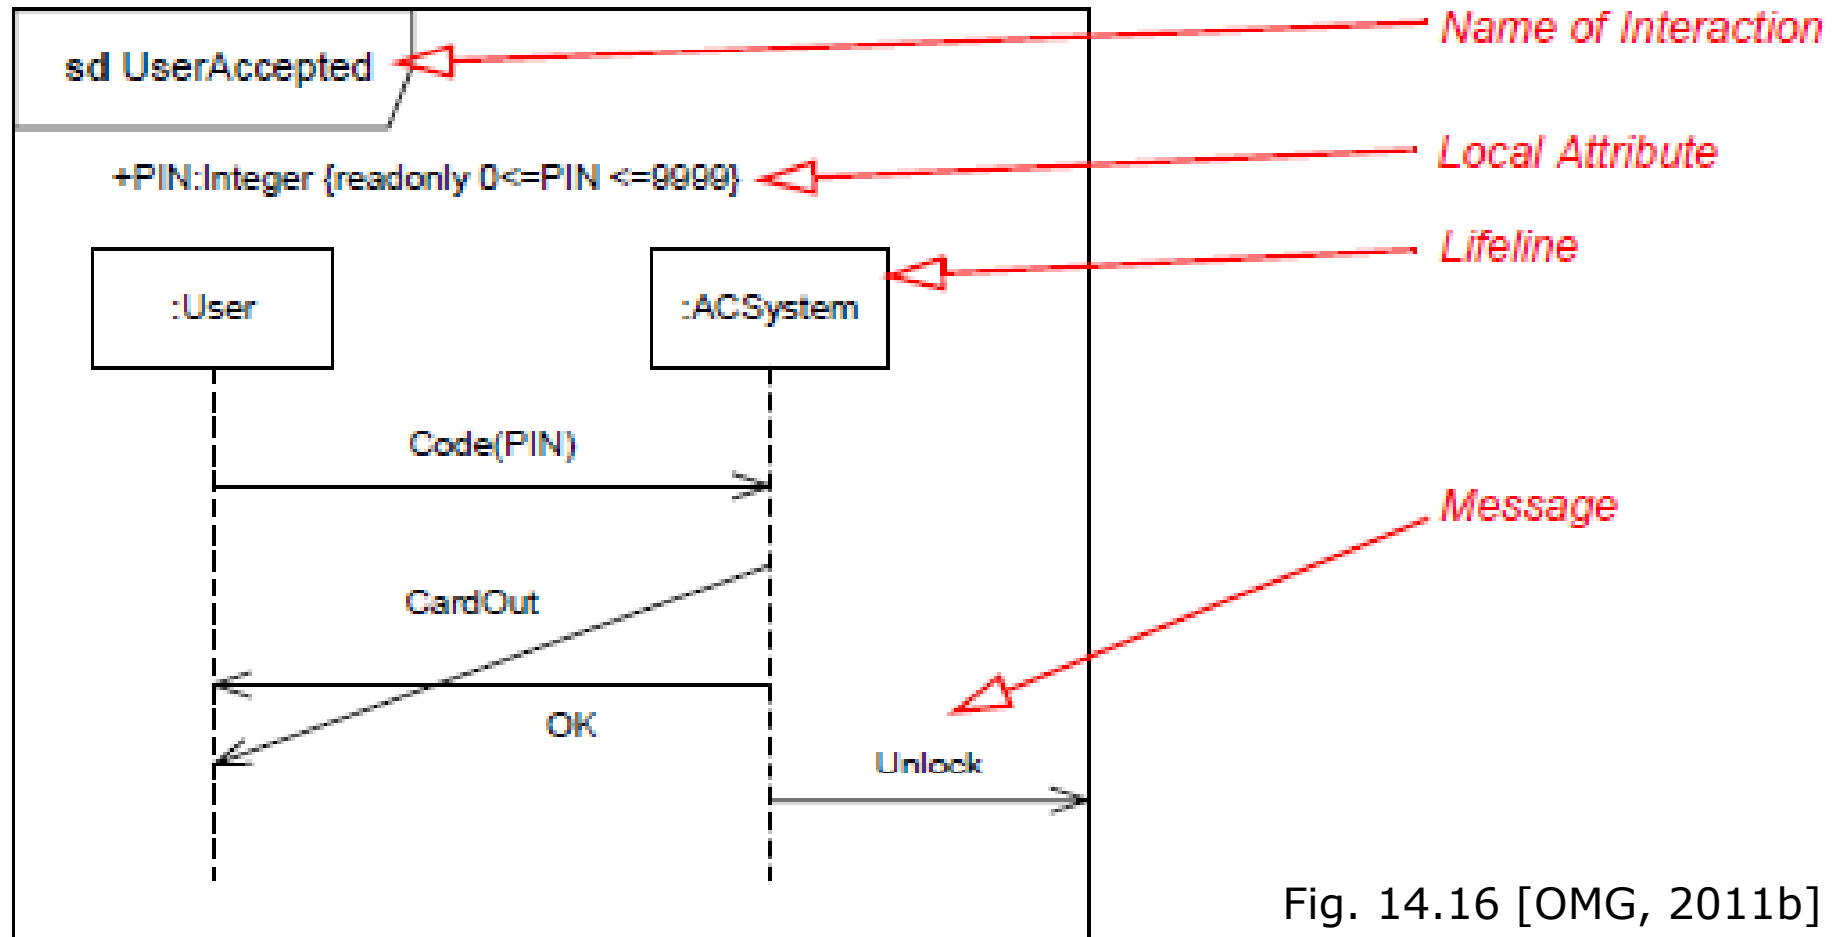 Name of Interaction
sd UserAccepted
Local Attribute
+PIN:Integer {readonly 0<=PIN <=9999}
Lifeline
:User
:ACSystem
Code(PIN)
Message
CardOut
OK
Unlock
Fig. 14.16 [OMG, 2011b]